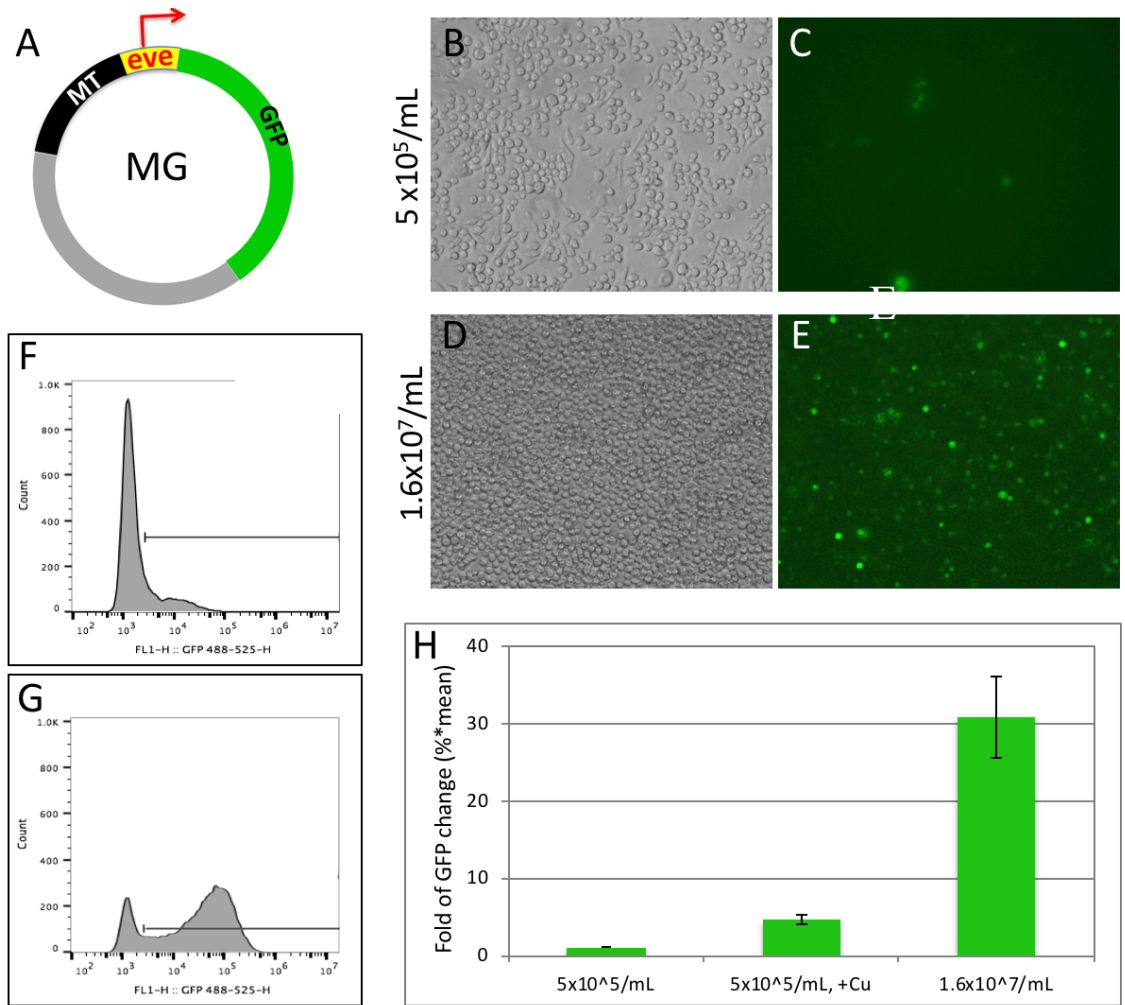 A
eve
MT
GFP
MG
5 x10⁵/mL
B
C
E
1.6x10⁷/mL
D
E
F
1.0K
800
600
400
200
0
Count
10² 10³ 10⁴ 10⁵ 10⁶ 10⁷
FL1-H :: GFP 488-525-H
G
1.0K
800
600
400
200
0
Count
10² 10³ 10⁴ 10⁵ 10⁶ 10⁷
FL1-H :: GFP 488-525-H
H
Fold of GFP change (%*mean)
40
30
20
10
0
5x10^5/mL
5x10^5/mL, +Cu
1.6x10^7/mL